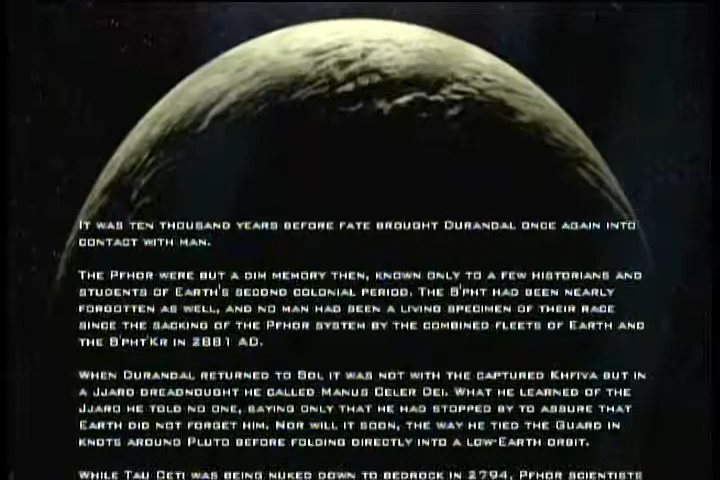 It was ten thousand years before fate brought Durandal once again into
contact with man.
The Pfhor were but a dim memory then, known only to a few historians and
students of Earth's second colonial period. The S'pht had been nearly
forgotten as well, and no man had been a living specimen of their race
since the sacking of the Pfhor system by the combined fleets of Earth and
the S'pht'Kr in 2881 AD.
When Durandal returned to Sol it was not with the captured Khfiva but in
a Jjaro dreadnought he called Manus Celer Dei. What he learned of the
Jjaro he told no one, saying only that he had stopped by to assure that
Earth did not forget him. Nor will it soon, the way he tied the Guard in
knots around Pluto before folding directly into a low-Earth orbit.
While Tau Ceti was being nuked down to bedrock in 2794, Pfhor scientists